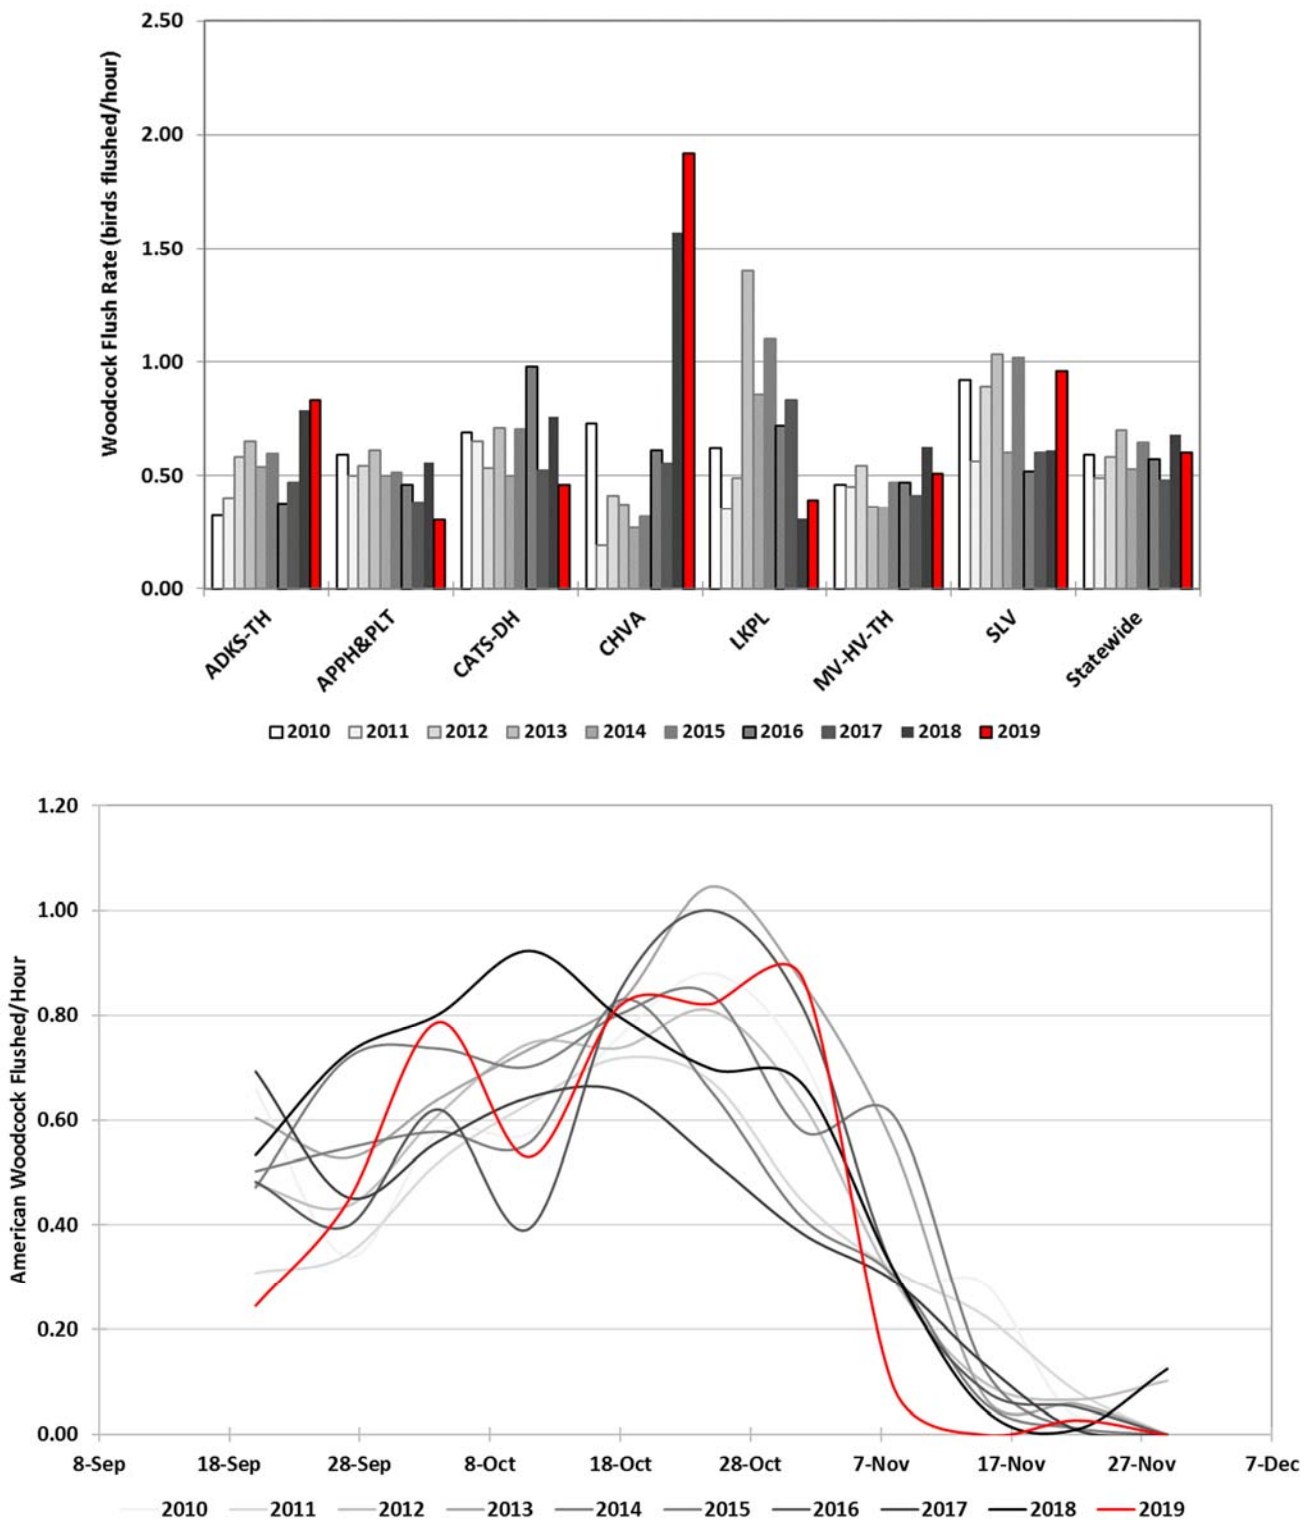 Woodcock Flush Rate (birds flushed/hour)
2.50
2.00
1.50
1.00
0.50
0.00
ADKS-TH
APPH&PLT
CATS-DH
CHVA
LKPL
MV-HV-TH
SLV
Statewide
2010 2011 2012 2013 2014 2015 2016 2017 2018 2019
American Woodcock Flushed/Hour
1.20
1.00
0.80
0.60
0.40
0.20
0.00
8-Sep 18-Sep 28-Sep 8-Oct 18-Oct 28-Oct 7-Nov 17-Nov 27-Nov 7-Dec
2010 2011 2012 2013 2014 2015 2016 2017 2018 2019